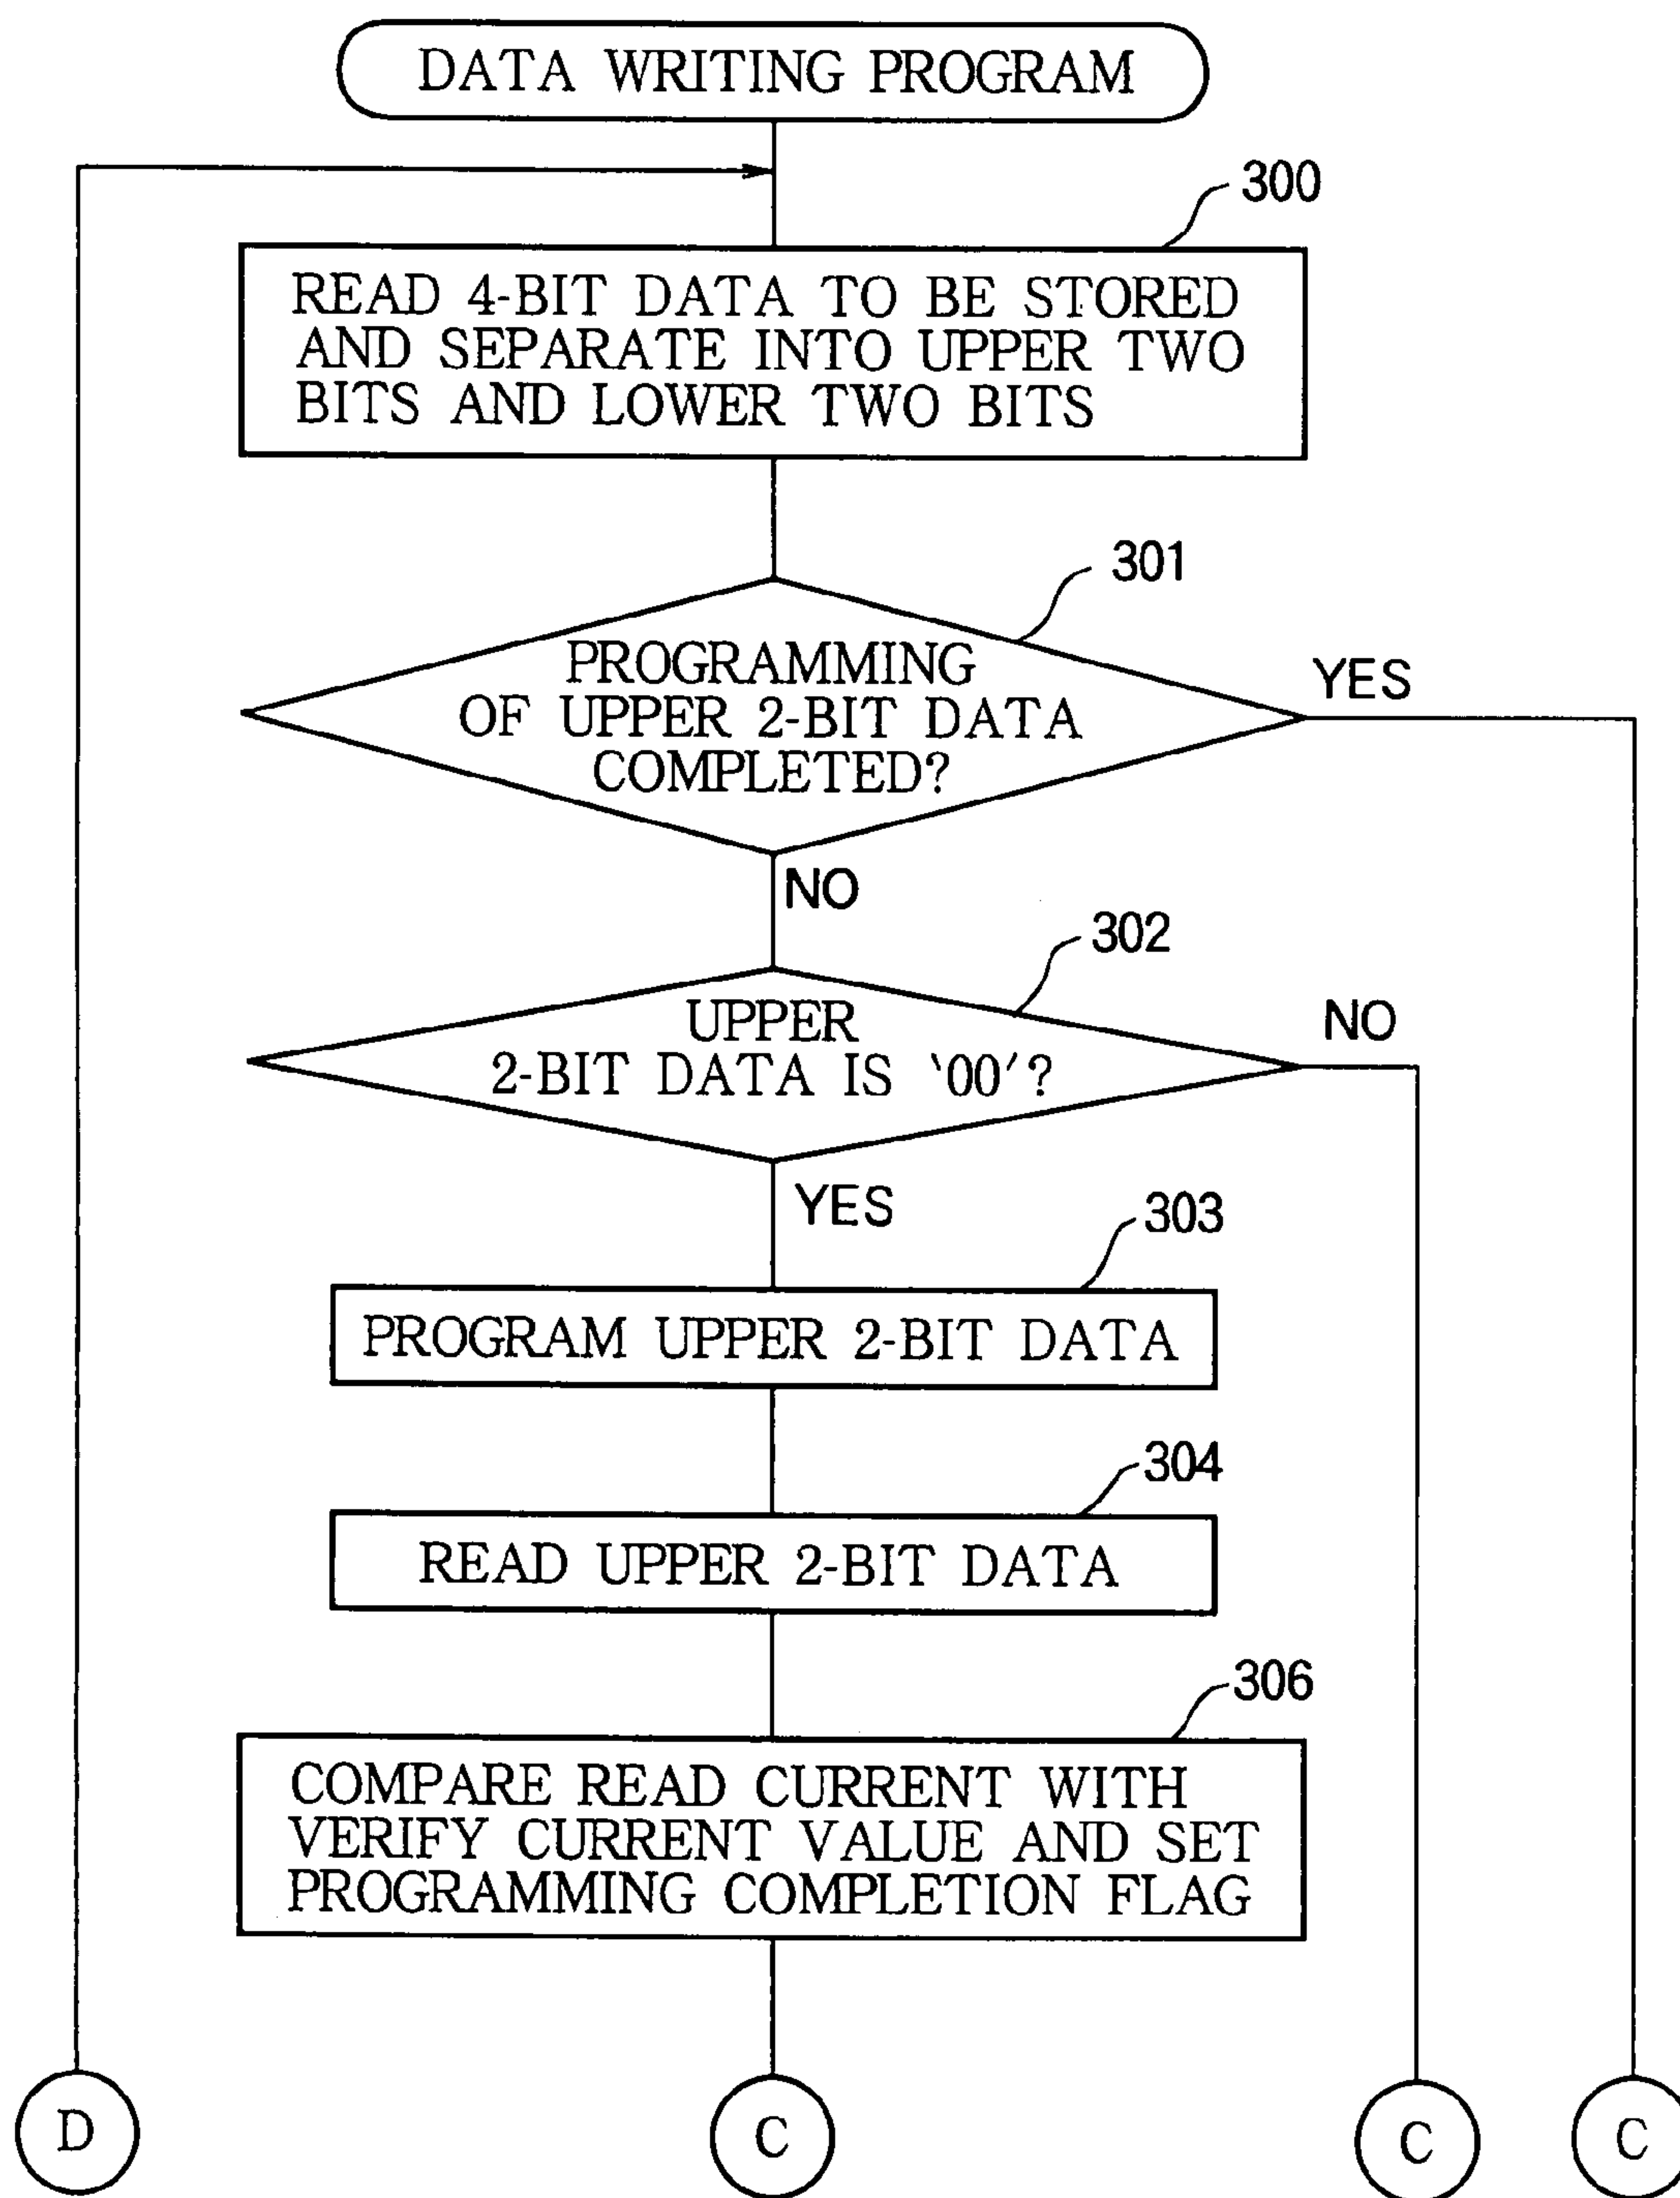 DATA WRITING PROGRAM
300
READ 4-BIT DATA TO BE STORED
AND SEPARATE INTO UPPER TWO
BITS AND LOWER TWO BITS
301
PROGRAMMING
OF UPPER 2-BIT DATA
COMPLETED?
YES
NO
302
UPPER
2-BIT DATA IS ‘00’?
NO
YES
303
PROGRAM UPPER 2-BIT DATA
304
READ UPPER 2-BIT DATA
306
COMPARE READ CURRENT WITH
VERIFY CURRENT VALUE AND SET
PROGRAMMING COMPLETION FLAG
D
C
C
C